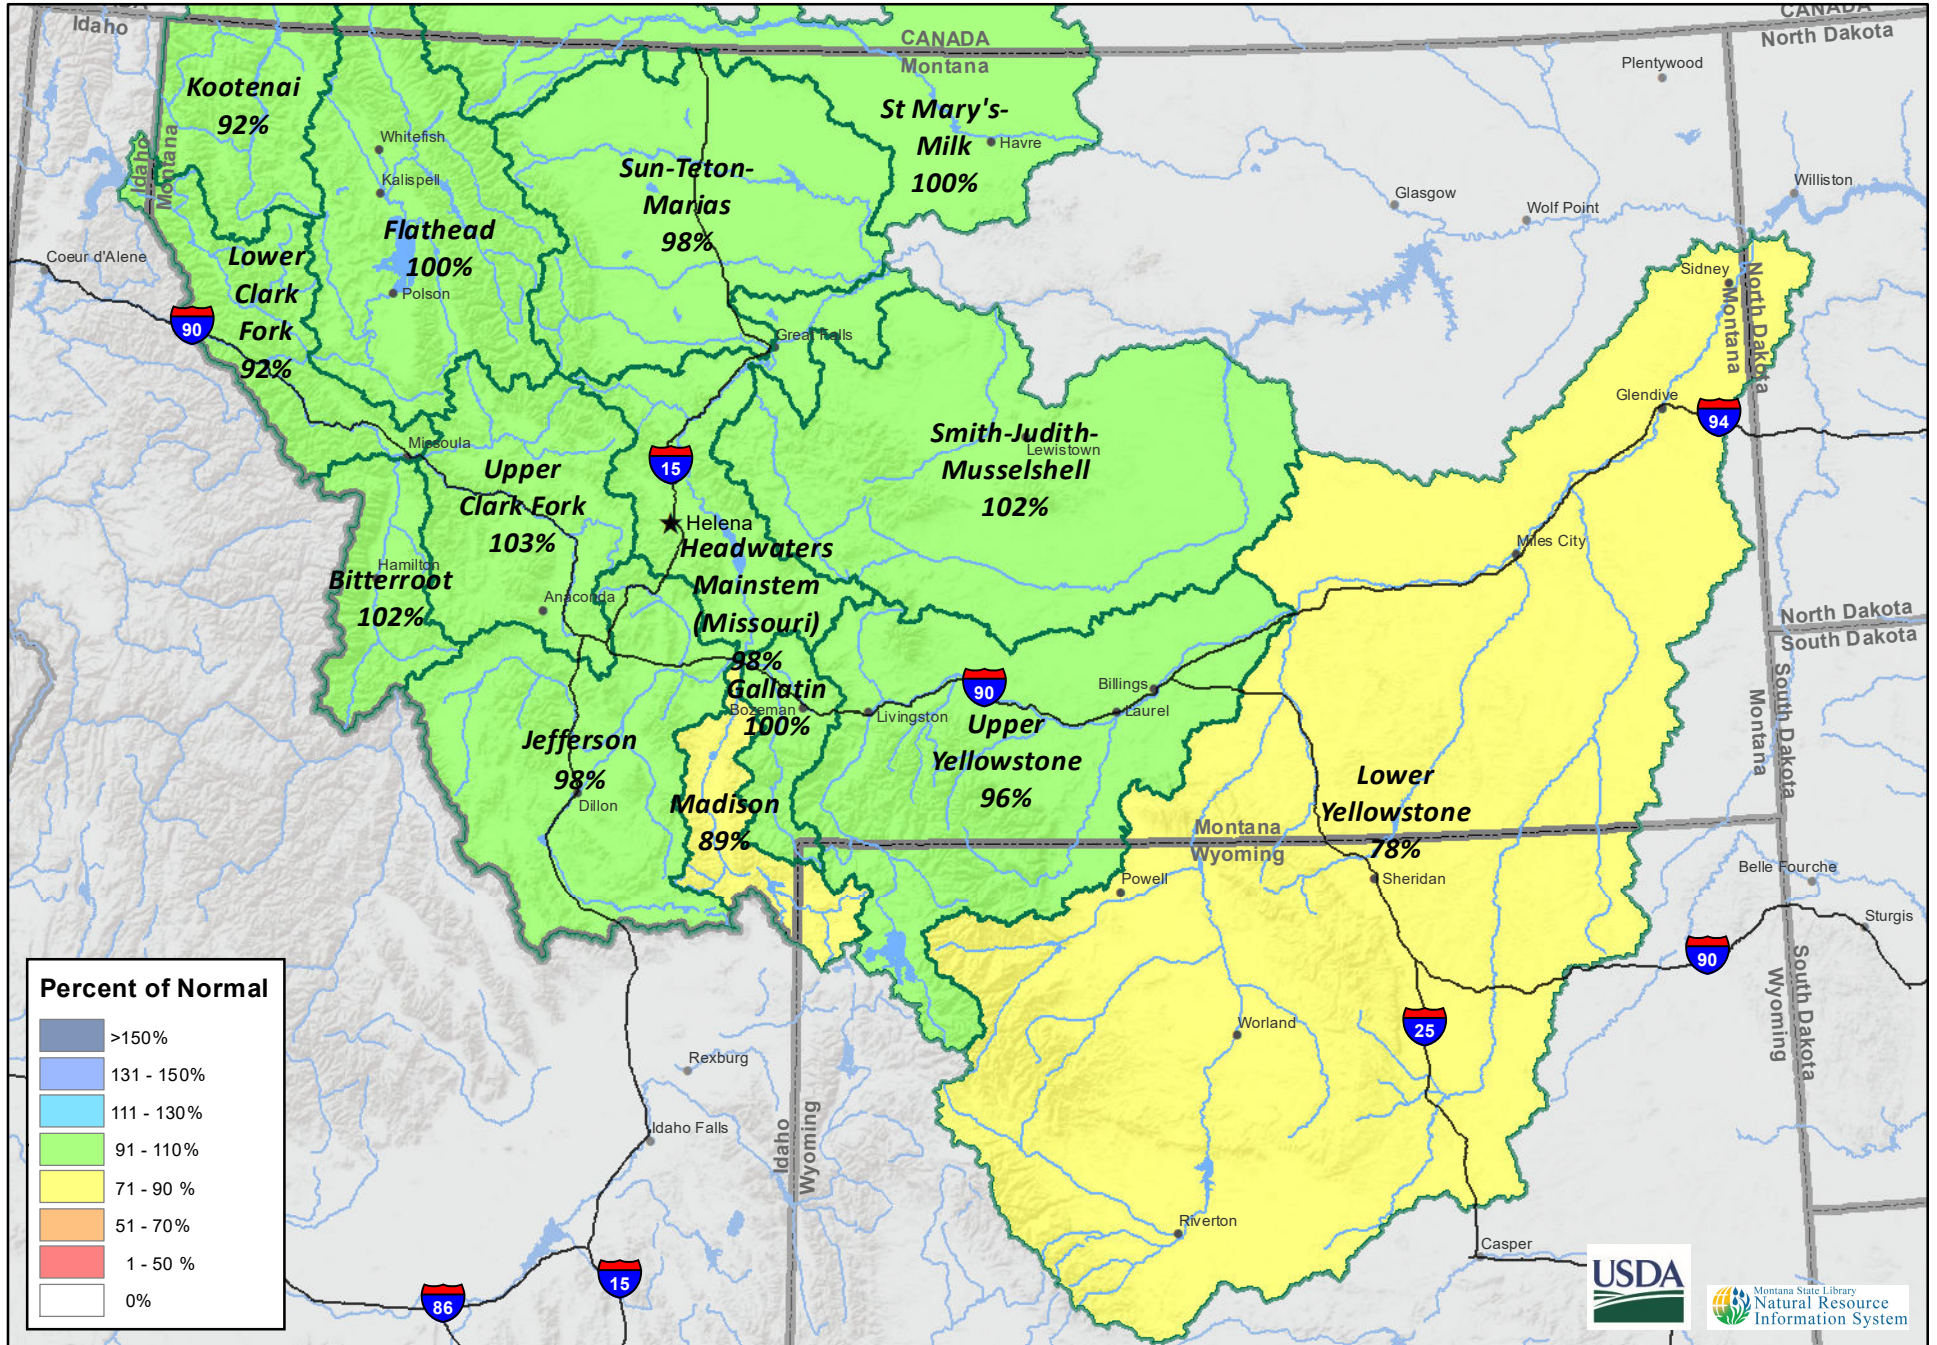 CANADA
Idaho
CANADA
Montana
CANADA
North Dakota
Plentywood
Kootenai
92%
St Mary's-
Milk
100%
Havre
Whitefish
Kalispell
Idaho
Montana
Sun-Teton-
Marias
98%
Glasgow
Wolf Point
Williston
Flathead
100%
Polson
Coeur d'Alene
Lower
Clark
Fork
92%
90
Sidney
North Dakota
Montana
Great Falls
Glendive
94
Missoula
15
Smith-Judith-
Lewistown
Musselshell
102%
Upper
Clark Fork
103%
Helena
Headwaters
Mainstem
(Missouri)
98%
Miles City
Hamilton
Bitterroot
102%
Anaconda
North Dakota
South Dakota
Gallatin
Bozeman
100%
Livingston
90
Billings
Laurel
Upper
Yellowstone
96%
South Dakota
Montana
Jefferson
98%
Dillon
Madison
89%
Lower
Yellowstone
78%
Montana
Wyoming
Powell
Sheridan
Belle Fourche
Sturgis
90
South Dakota
Wyoming
Percent of Normal
>150%
131 - 150%
111 - 130%
91 - 110%
71 - 90 %
51 - 70%
1 - 50 %
0%
Worland
25
Rexburg
Idaho Falls
Idaho
Wyoming
Riverton
Casper
86
15
USDA
Montana State Library
Natural Resource
Information System